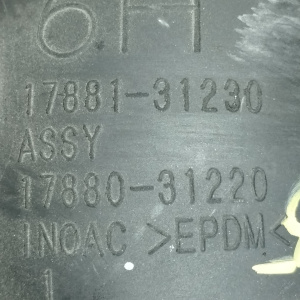 6.H
17881-31230
ASSY
17880-31220
INOAC >EPDM<
1